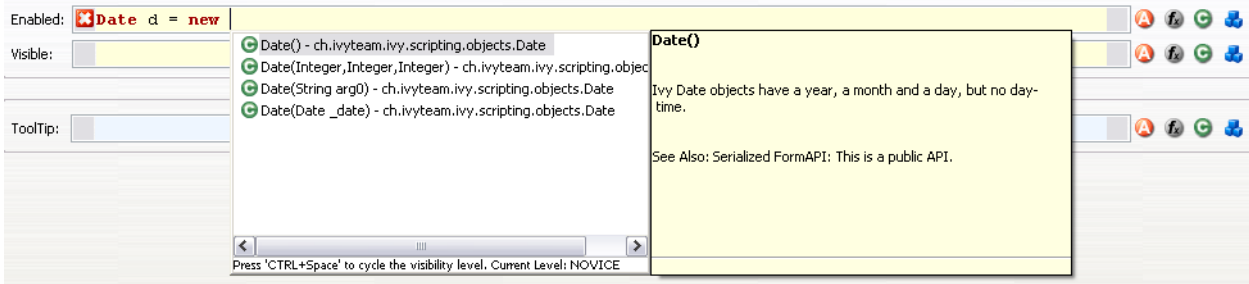 Enabled: Date d = new
A fx C
Date() - ch.ivyteam.ivy.scripting.objects.Date
Date(Integer,Integer,Integer) - ch.ivyteam.ivy.scripting.objec
Date(String arg0) - ch.ivyteam.ivy.scripting.objects.Date
Date(Date _date) - ch.ivyteam.ivy.scripting.objects.Date
Press 'CTRL+Space' to cycle the visibility level. Current Level: NOVICE
Date()
Ivy Date objects have a year, a month and a day, but no day-
time.
See Also: Serialized FormAPI: This is a public API.
Visible:
A fx C
ToolTip:
A fx C